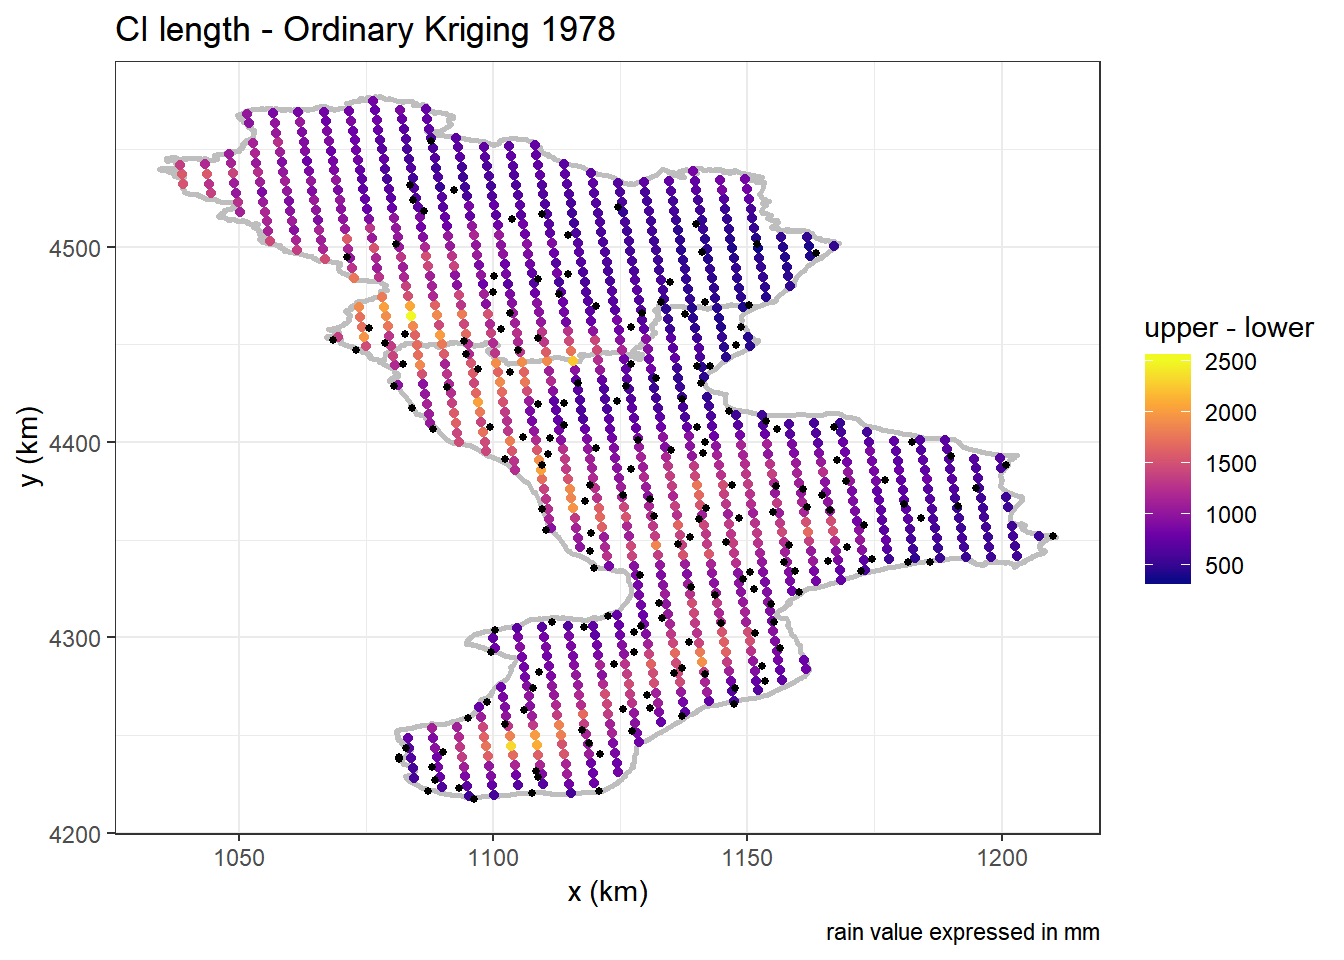 CI length - Ordinary Kriging 1978
upper - lower
2500
2000
1500
1000
500
4500
4400
4300
4200
y (km)
1050 1100 1150 1200
x (km)
rain value expressed in mm